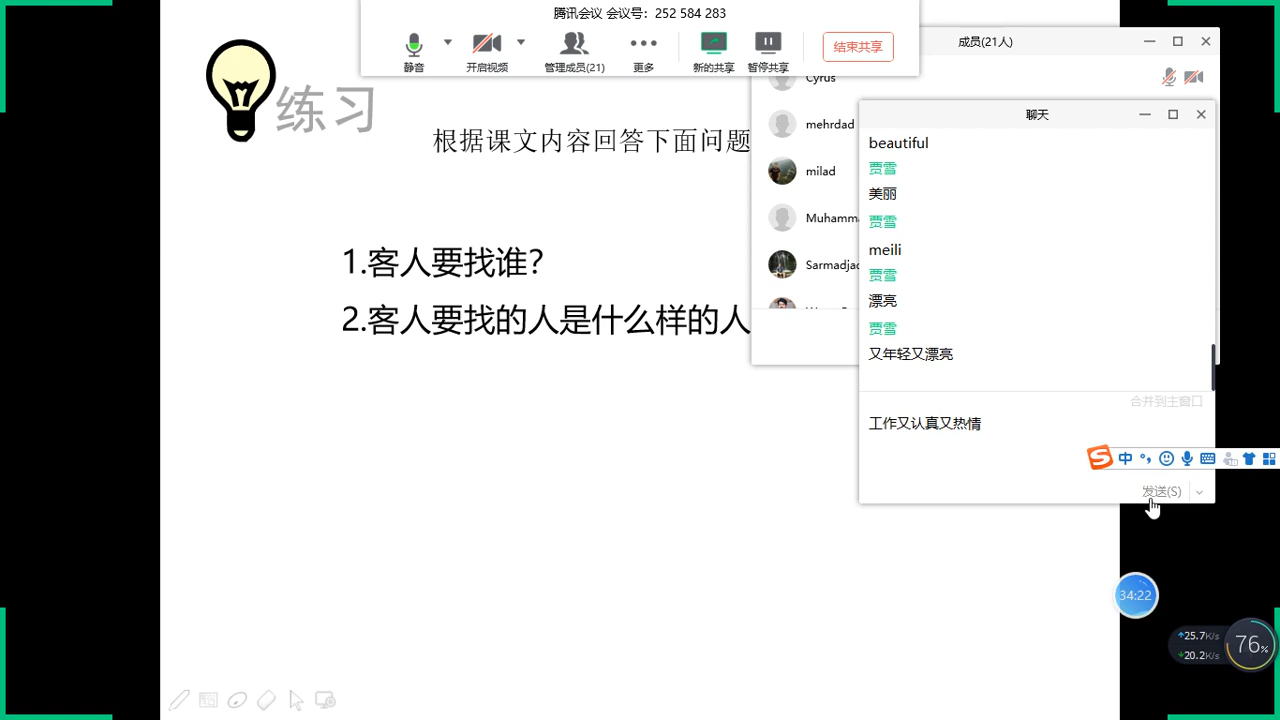 腾讯会议 会议号：252 584 283
静音
开启视频
管理成员(21)
更多
新的共享
暂停共享
结束共享
成员(21人)
练习
根据课文内容回答下面问题
1.客人要找谁？
2.客人要找的人是什么样的人
Cyrus
mehrdad
milad
Muhamma
Sarmadjac
聊天
beautiful
贾雪
美丽
贾雪
meili
贾雪
漂亮
贾雪
又年轻又漂亮
合并到主窗口
工作又认真又热情
中
发送(S)
34:22
25.7K/s
20.2K/s
76%